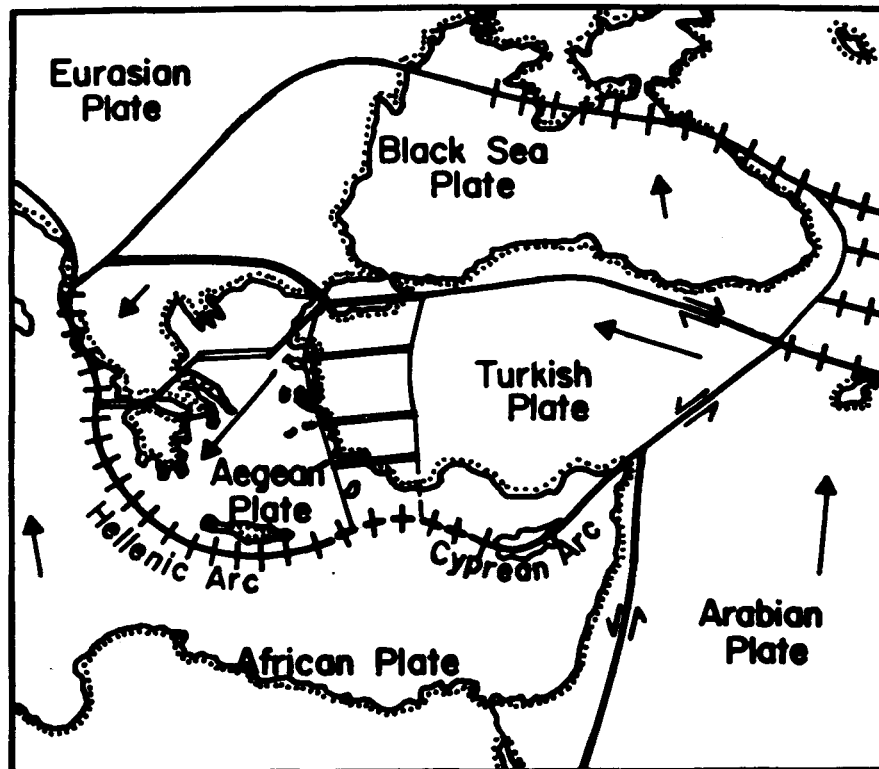 Eurasian
Plate
Black Sea
Plate
Turkish
Plate
Aegean
Plate
Hellenic Arc
Cyprean Arc
African Plate
Arabian
Plate